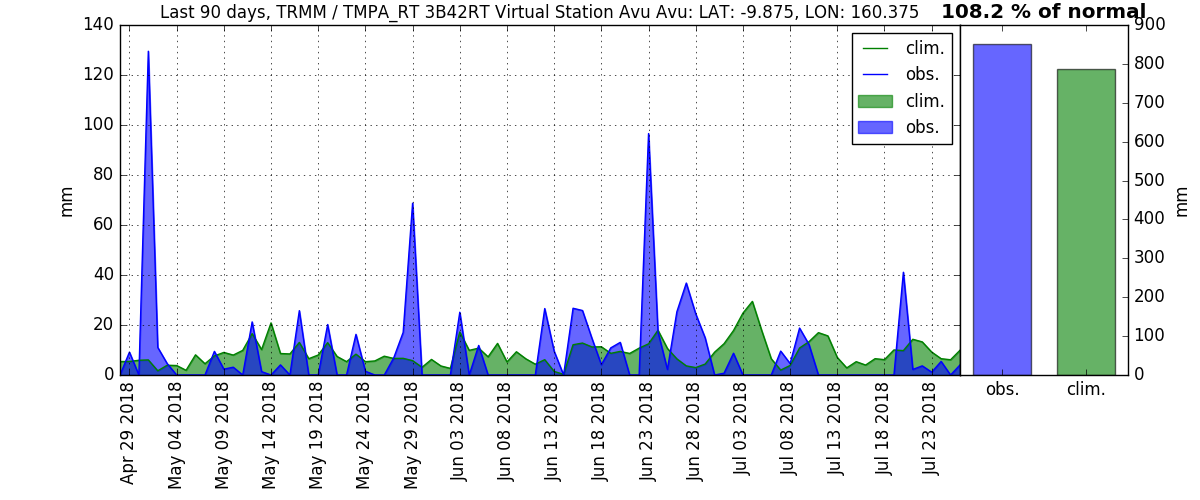 Last 90 days, TRMM / TMPA_RT 3B42RT Virtual Station Avu Avu: LAT: -9.875, LON: 160.375
108.2 % of normal
140
120
100
80
60
40
20
0
mm
clim.
obs.
clim.
obs.
Apr 29 2018
May 04 2018
May 09 2018
May 14 2018
May 19 2018
May 24 2018
May 29 2018
Jun 03 2018
Jun 08 2018
Jun 13 2018
Jun 18 2018
Jun 23 2018
Jun 28 2018
Jul 03 2018
Jul 08 2018
Jul 13 2018
Jul 18 2018
Jul 23 2018
900
800
700
600
500
400
300
200
100
0
mm
obs.
clim.